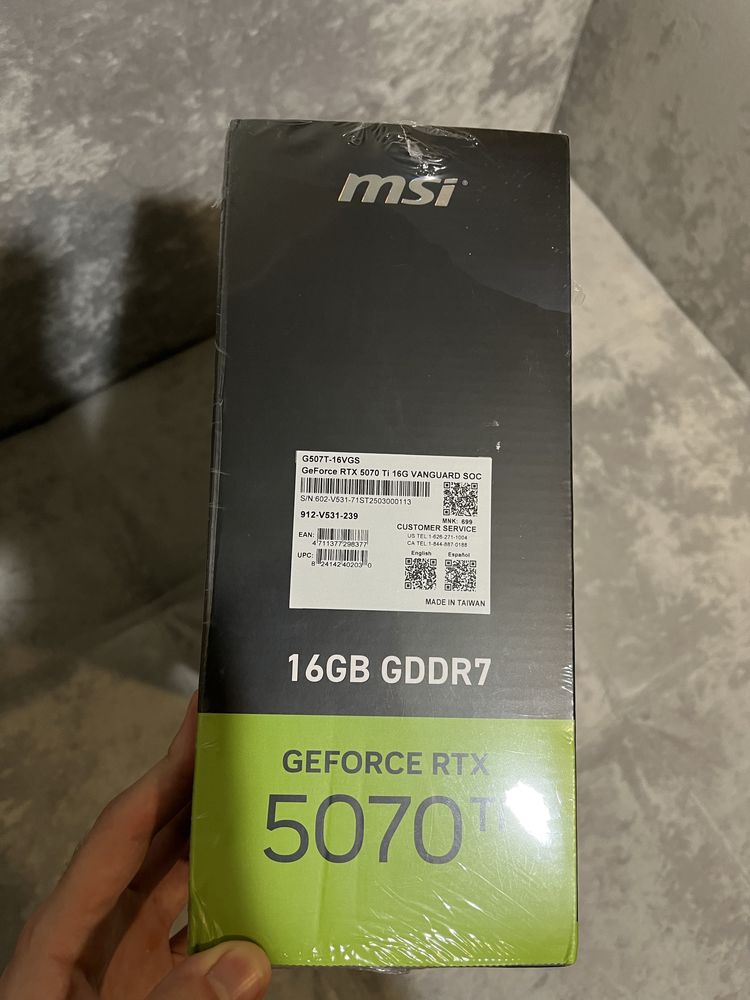 msi
G507T-16VGS
GeForce RTX 5070 Ti 16G VANGUARD SOC
S/N:602-V531-71ST2503000113
912-V531-239
MNK: 699
CUSTOMER SERVICE
US TEL:1-626-271-1004
CA TEL:1-844-887-0188
EAN:
4 711377 298377
English Español
UPC:
8 24142 40203 0
MADE IN TAIWAN
16GB GDDR7
GEFORCE RTX
5070 Ti